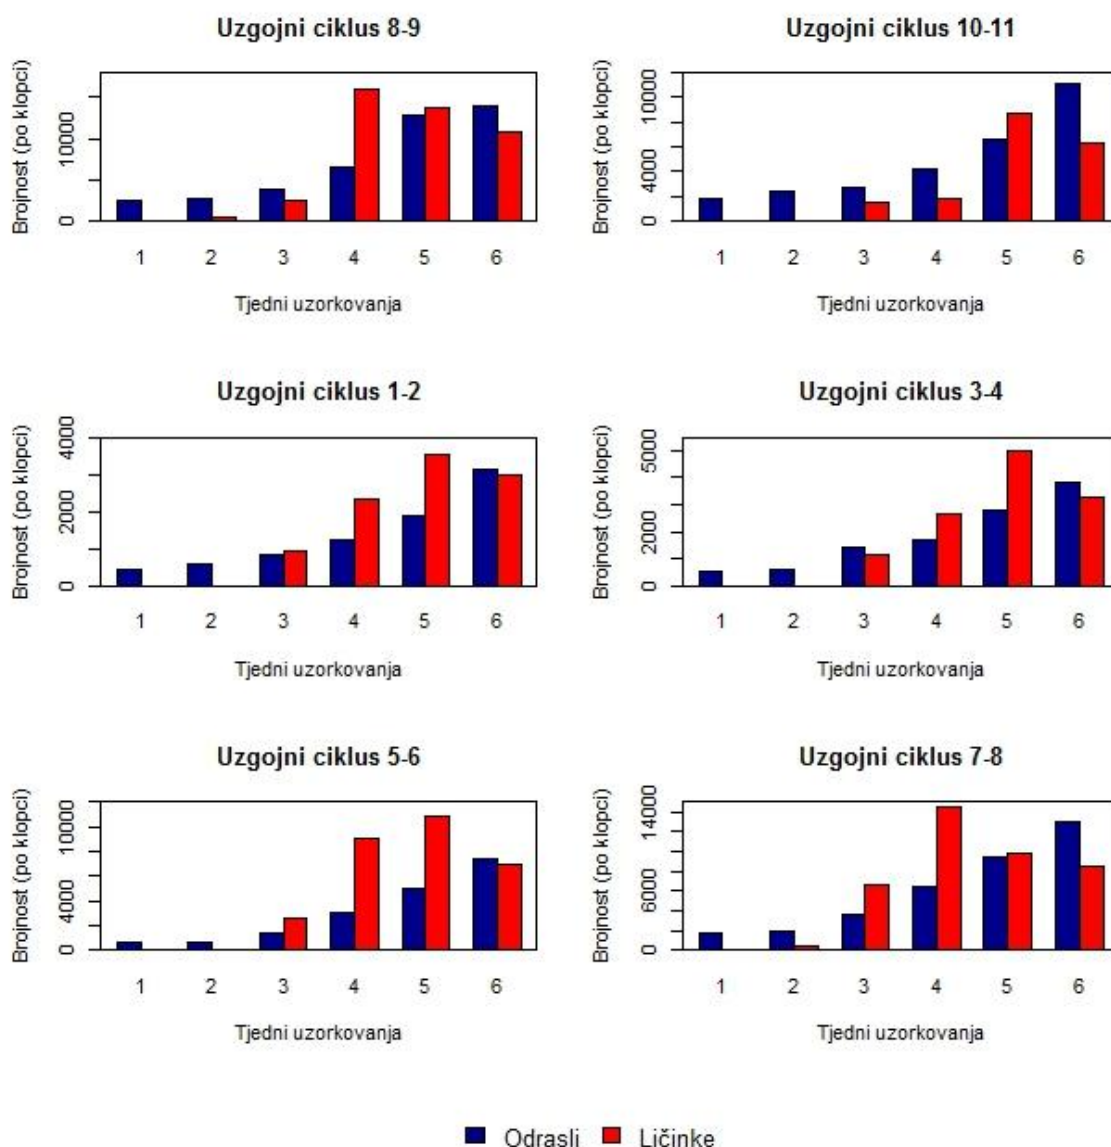 Uzgojni ciklus 8-9
Brojnost (po klopci)
0
10000
1 2 3 4 5 6
Tjedni uzorkovanja
Uzgojni ciklus 10-11
Brojnost (po klopci)
0
4000
10000
1 2 3 4 5 6
Tjedni uzorkovanja
Uzgojni ciklus 1-2
Brojnost (po klopci)
0
2000
4000
1 2 3 4 5 6
Tjedni uzorkovanja
Uzgojni ciklus 3-4
Brojnost (po klopci)
0
2000
5000
1 2 3 4 5 6
Tjedni uzorkovanja
Uzgojni ciklus 5-6
Brojnost (po klopci)
0
4000
10000
1 2 3 4 5 6
Tjedni uzorkovanja
Uzgojni ciklus 7-8
Brojnost (po klopci)
0
6000
14000
1 2 3 4 5 6
Tjedni uzorkovanja
Odrasli Ličinke